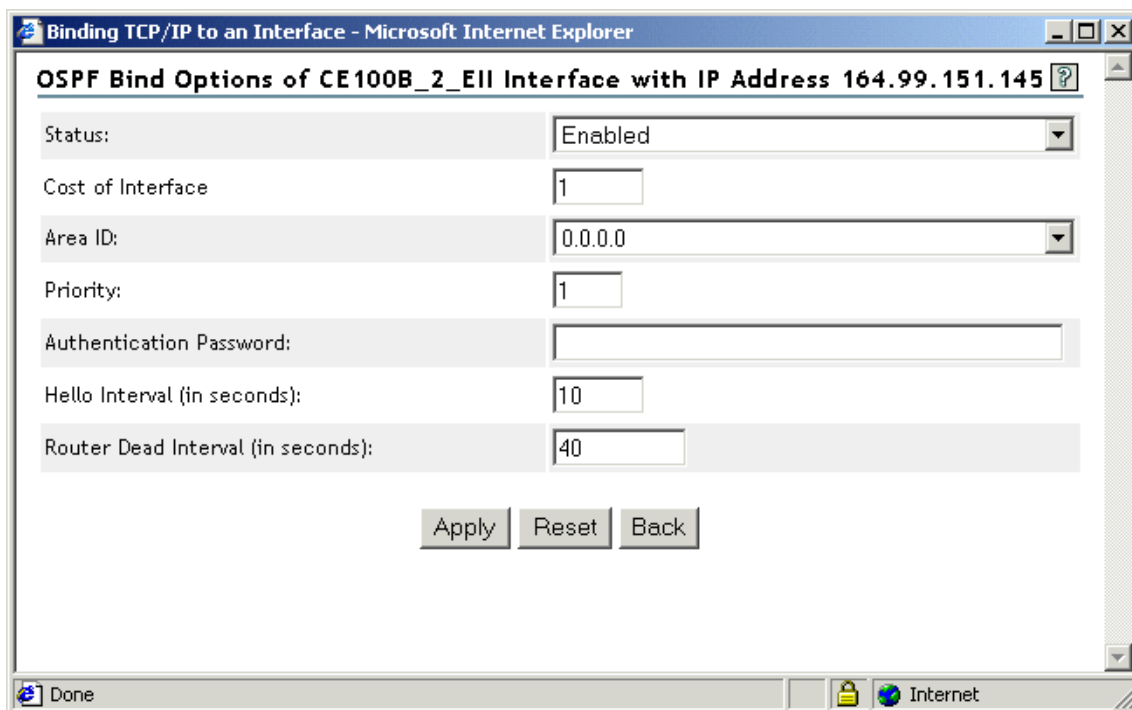 Binding TCP/IP to an Interface - Microsoft Internet Explorer
OSPF Bind Options of CE100B_2_EII Interface with IP Address 164.99.151.145 ?
Status: Enabled
Cost of Interface 1
Area ID: 0.0.0.0
Priority: 1
Authentication Password:
Hello Interval (in seconds): 10
Router Dead Interval (in seconds): 40
Apply Reset Back
Done Internet